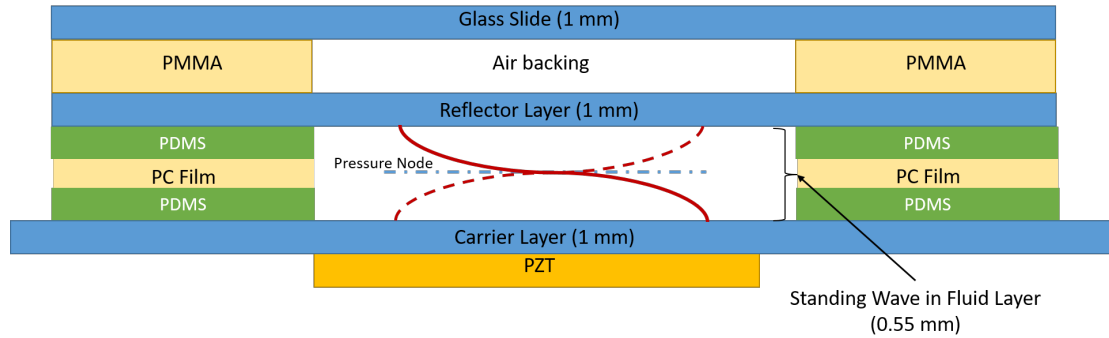 Glass Slide (1 mm)
PMMA
Air backing
PMMA
Reflector Layer (1 mm)
PDMS
PDMS
Pressure Node
PC Film
PC Film
PDMS
PDMS
Carrier Layer (1 mm)
PZT
Standing Wave in Fluid Layer
(0.55 mm)